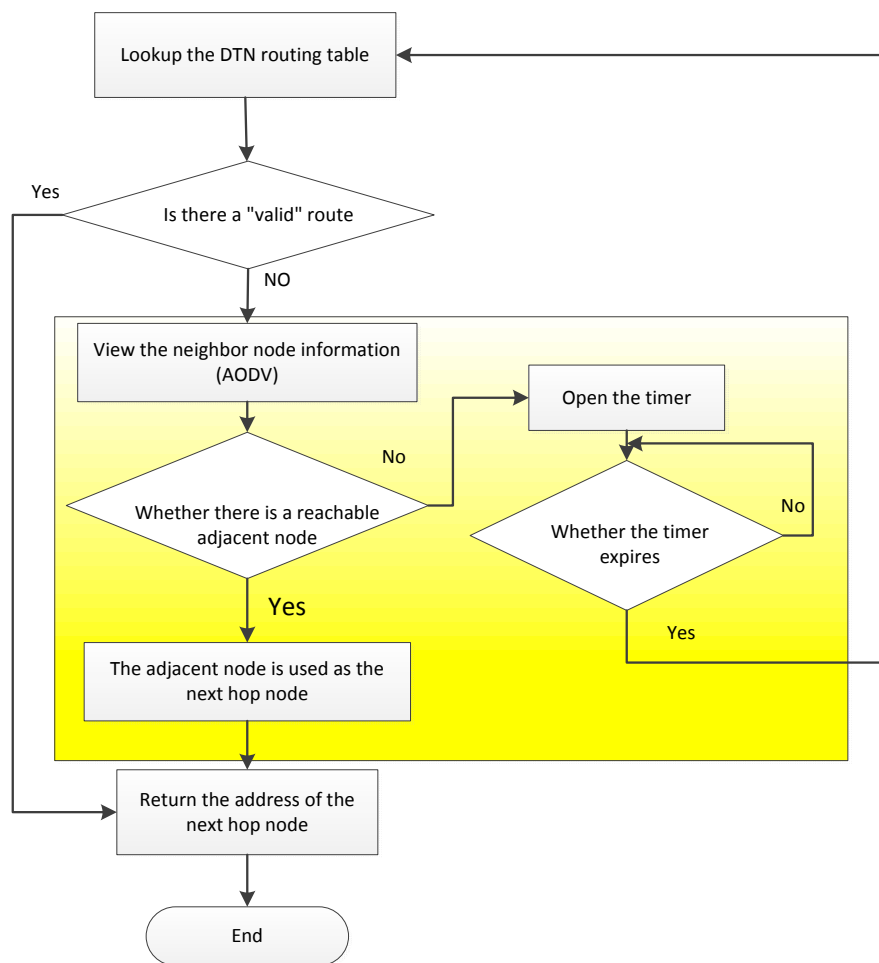 Lookup the DTN routing table
Yes
Is there a "valid" route
NO
View the neighbor node information
(AODV)
Open the timer
No
Whether there is a reachable
adjacent node
No
Whether the timer
expires
Yes
Yes
The adjacent node is used as the
next hop node
Return the address of the
next hop node
End